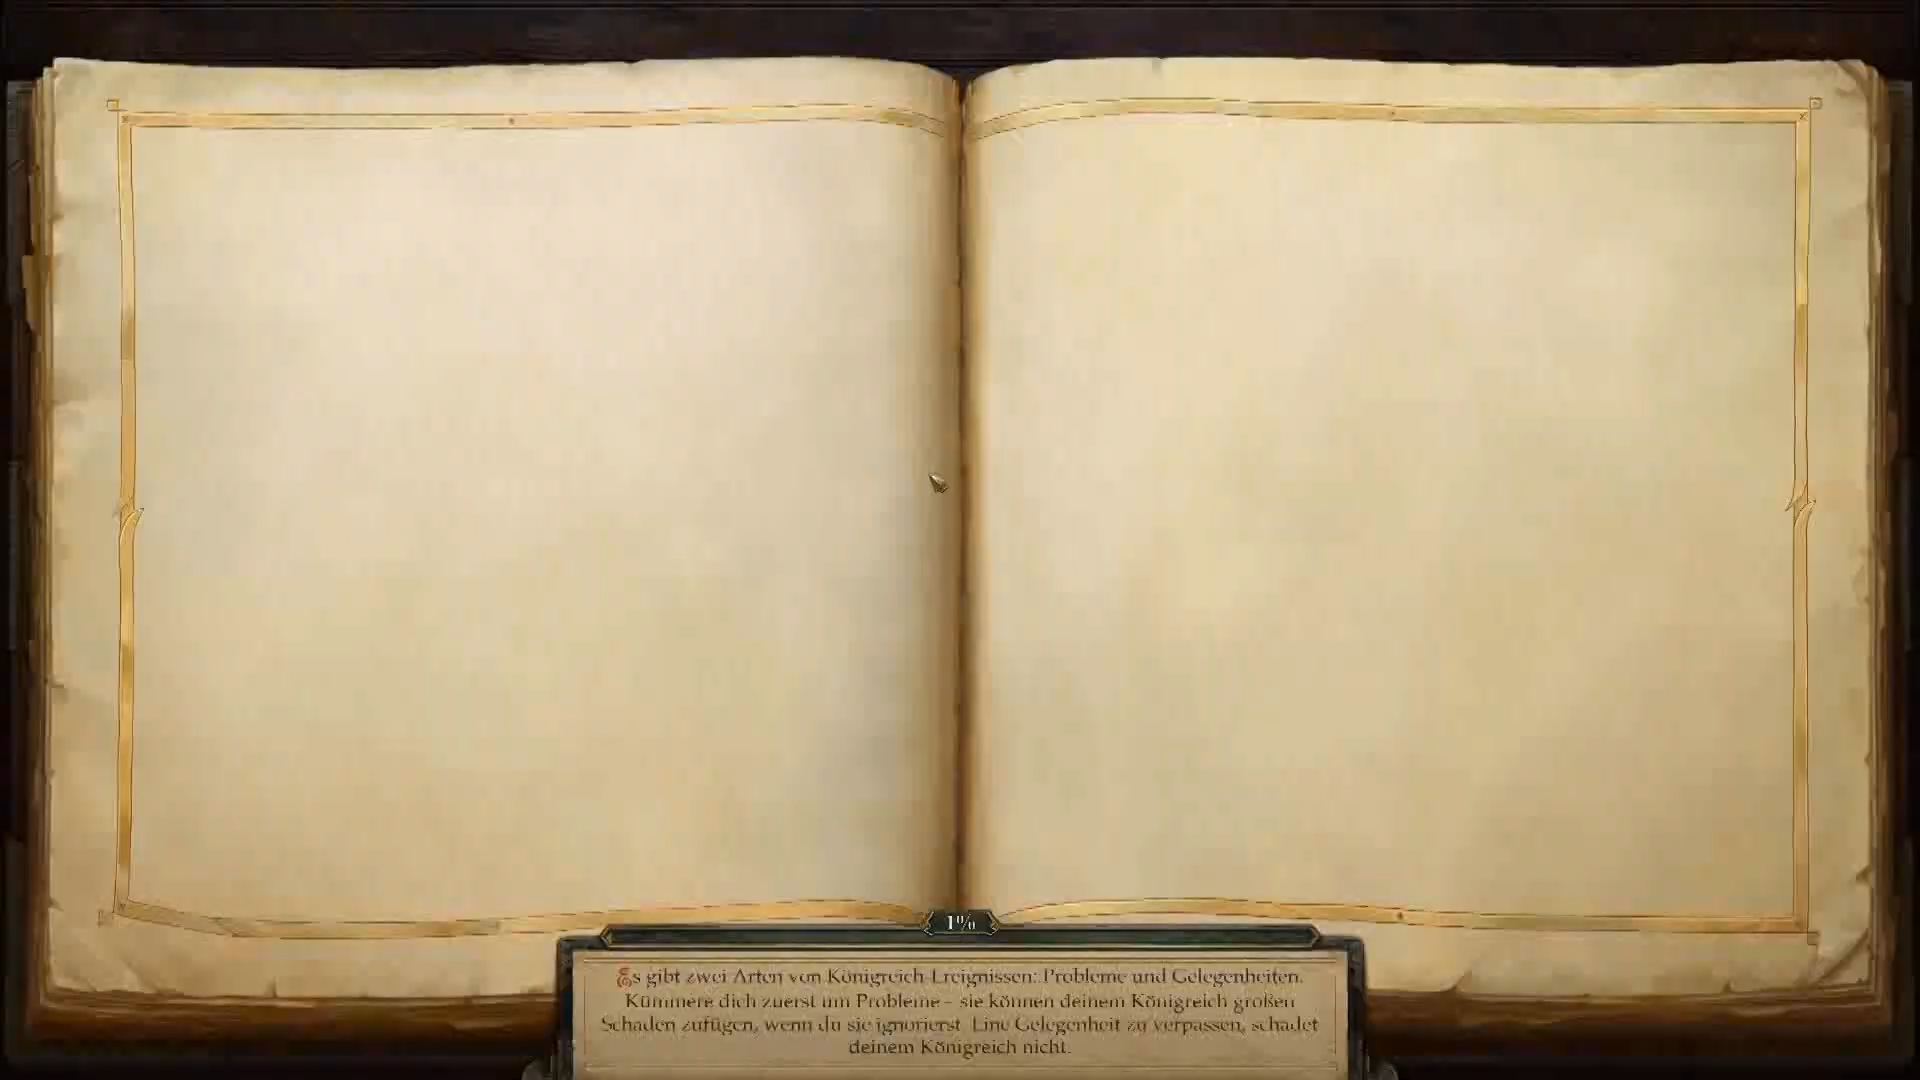 1%
Es gibt zwei Arten von Königreich-Ereignissen: Probleme und Gelegenheiten.
Kümmere dich zuerst um Probleme – sie können deinem Königreich großen
Schaden zufügen, wenn du sie ignorierst. Eine Gelegenheit zu verpassen, schadet
deinem Königreich nicht.